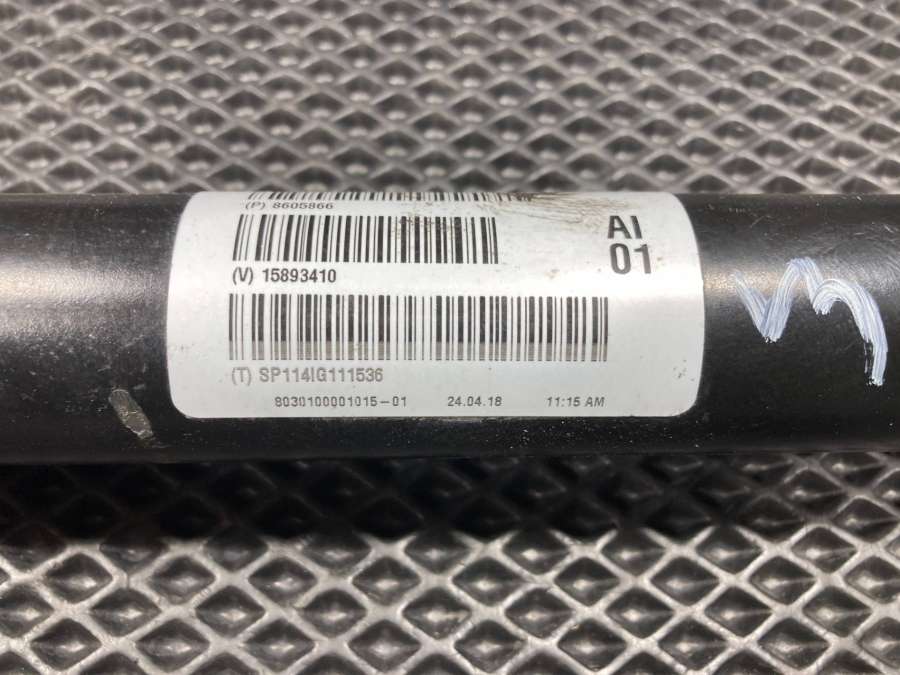 (P) 8605866
AI
01
(V) 15893410
(T) SP114IG111536
8030100001015-01 24.04.18 11:15 AM